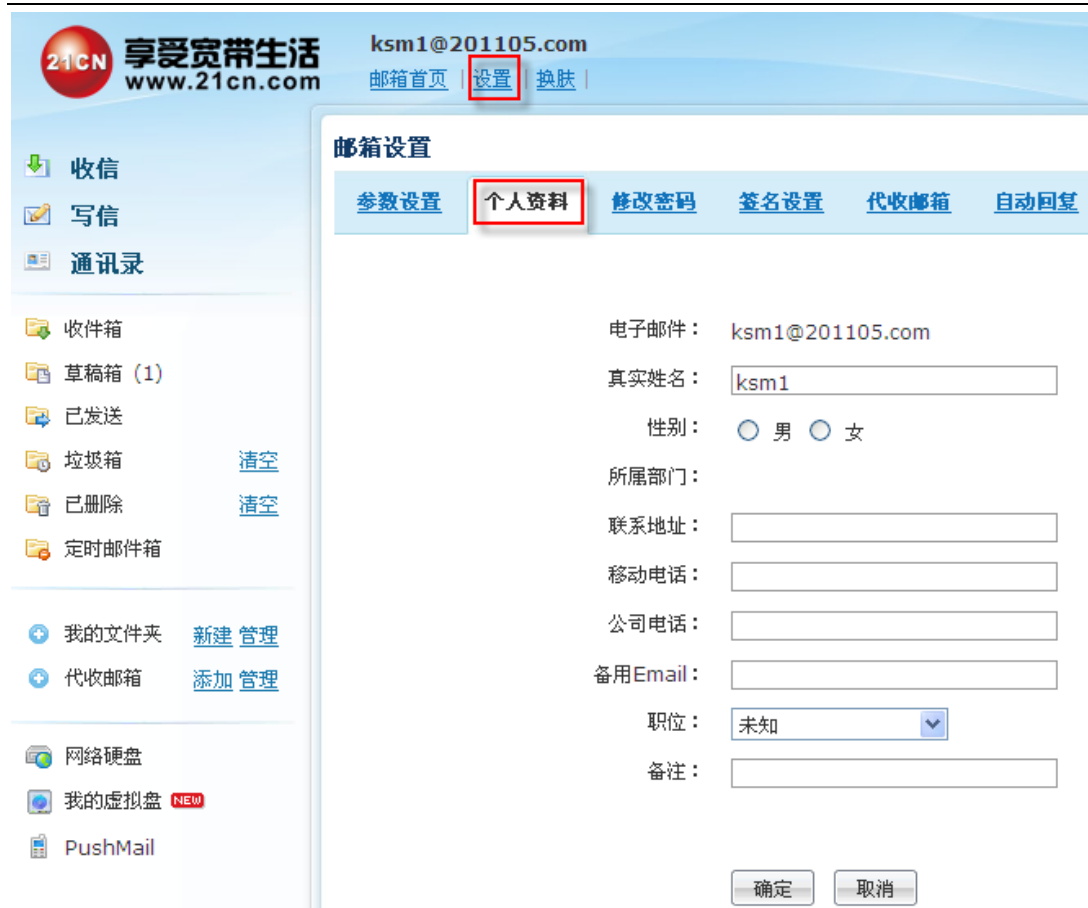 21CN 享受宽带生活
www.21cn.com
ksm1@201105.com
邮箱首页 | 设置 | 换肤 |
收信
写信
通讯录
收件箱
草稿箱 (1)
已发送
垃圾箱 清空
已删除 清空
定时邮件箱
我的文件夹 新建 管理
代收邮箱 添加 管理
网络硬盘
我的虚拟盘 NEW
PushMail
邮箱设置
参数设置 个人资料 修改密码 签名设置 代收邮箱 自动回复
电子邮件： ksm1@201105.com
真实姓名： ksm1
性别： 男 女
所属部门：
联系地址：
移动电话：
公司电话：
备用Email：
职位： 未知
备注：
确定 取消